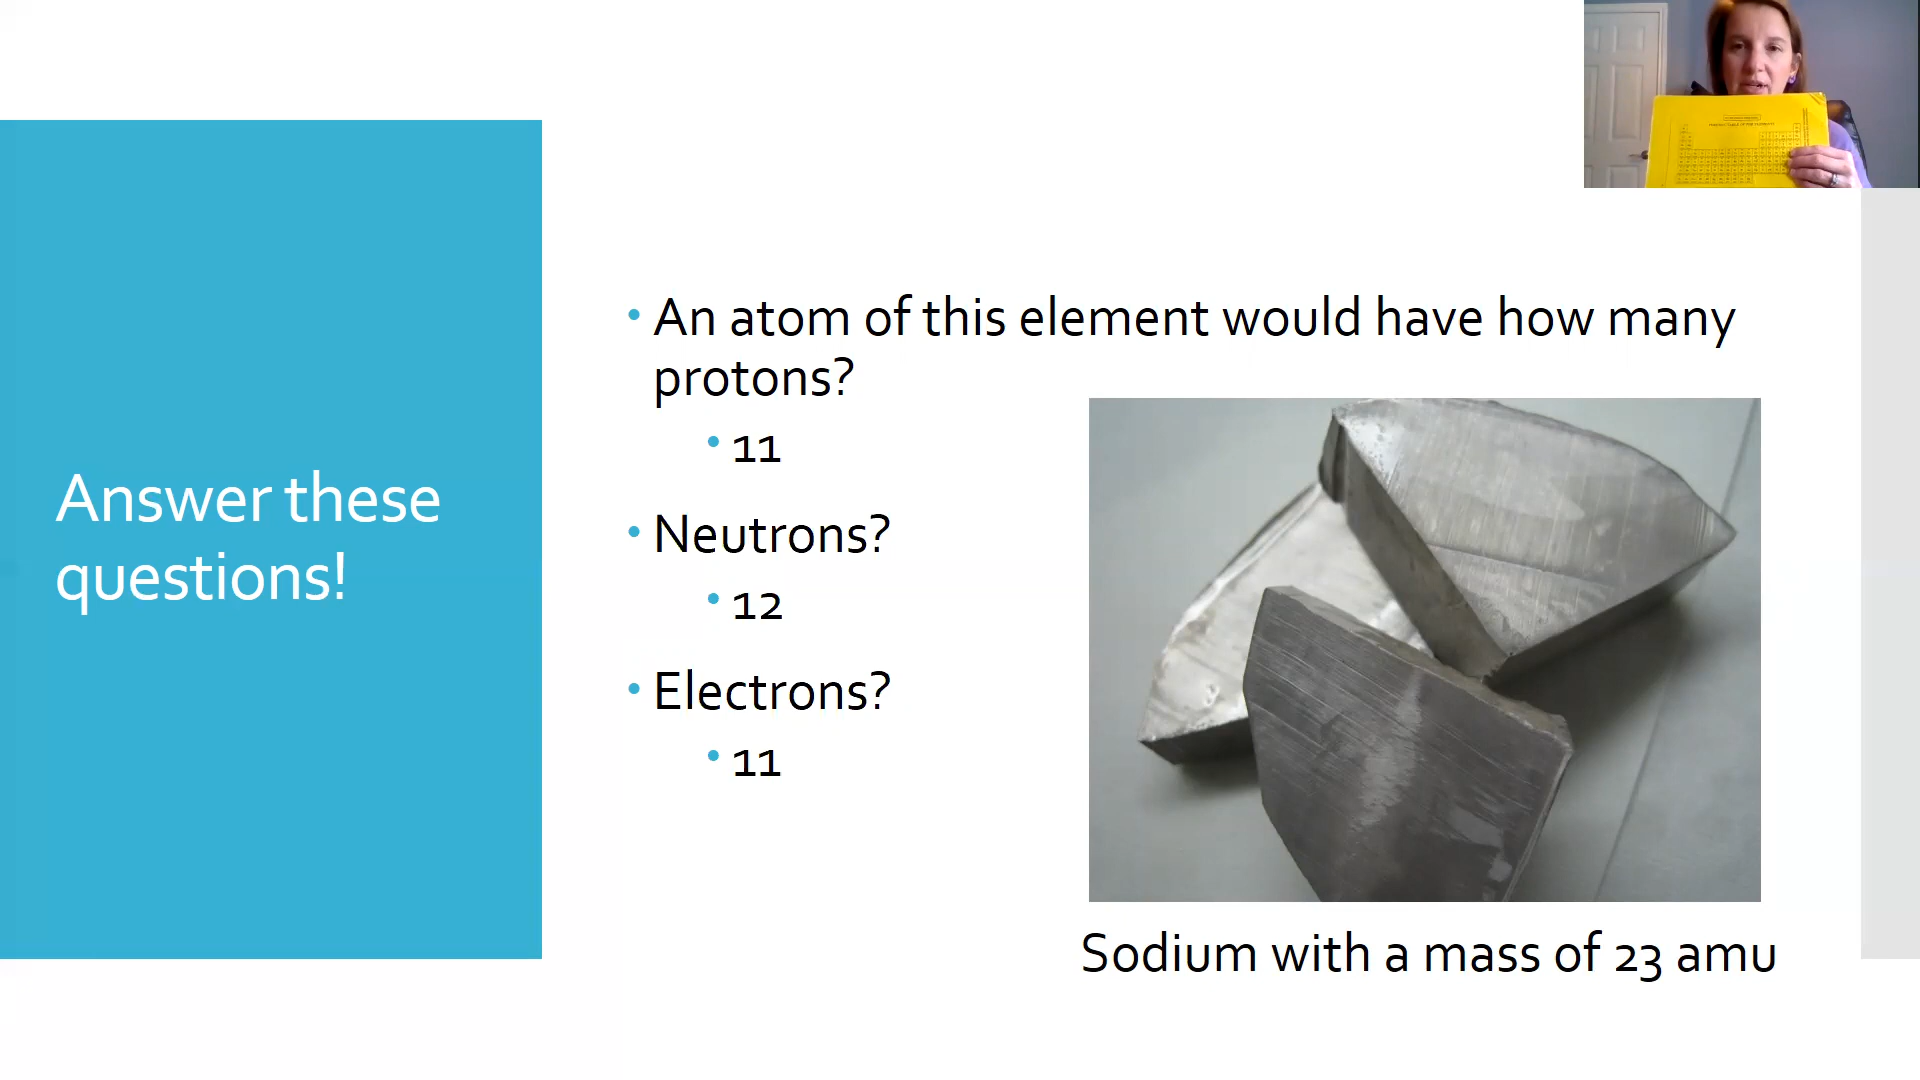 Answer these
questions!
• An atom of this element would have how many
protons?
• 11
• Neutrons?
• 12
• Electrons?
• 11
Sodium with a mass of 23 amu